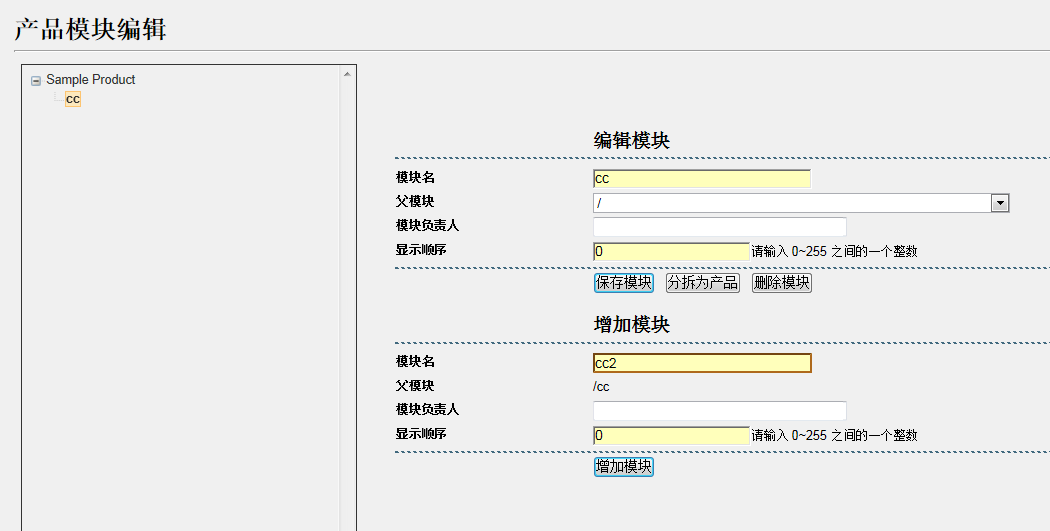 产品模块编辑
Sample Product
cc
编辑模块
模块名 cc
父模块 /
模块负责人
显示顺序 0 请输入 0~255 之间的一个整数
保存模块 分拆为产品 删除模块
增加模块
模块名 cc2
父模块 /cc
模块负责人
显示顺序 0 请输入 0~255 之间的一个整数
增加模块